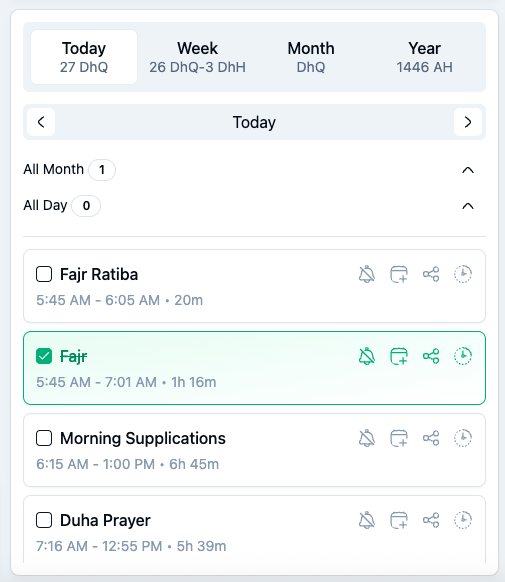 Today Week Month Year
27 DhQ 26 DhQ-3 DhH DhQ 1446 AH
Today
All Month 1
All Day 0
Fajr Ratiba
5:45 AM - 6:05 AM • 20m
Fajr
5:45 AM - 7:01 AM • 1h 16m
Morning Supplications
6:15 AM - 1:00 PM • 6h 45m
Duha Prayer
7:16 AM - 12:55 PM • 5h 39m